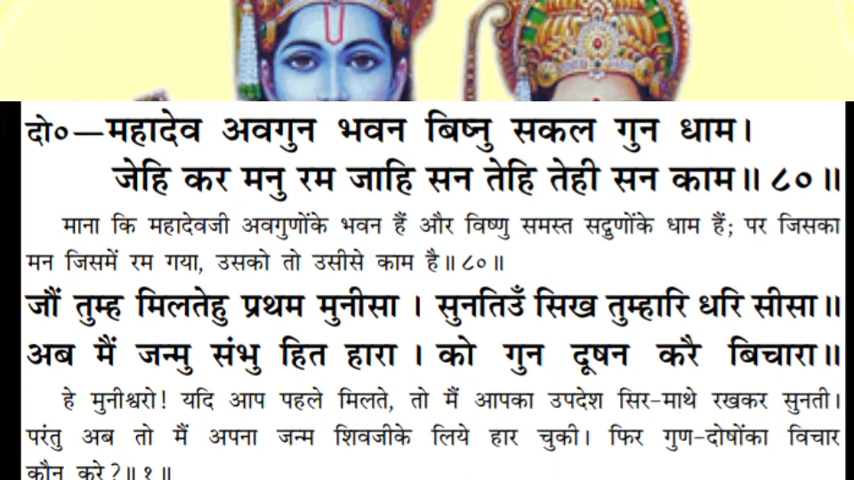 दो०—महादेव अवगुन भवन बिष्नु सकल गुन धाम।
जेहि कर मनु रम जाहि सन तेहि तेही सन काम॥ ८०॥
माना कि महादेवजी अवगुणोंके भवन हैं और विष्णु समस्त सद्गुणोंके धाम हैं; पर जिसका
मन जिसमें रम गया, उसको तो उसीसे काम है॥ ८०॥
जौं तुम्ह मिलतेहु प्रथम मुनीसा । सुनतिउँ सिख तुम्हारि धरि सीसा॥
अब मैं जन्मु संभु हित हारा । को गुन दूषन करै बिचारा॥
हे मुनीश्वरो! यदि आप पहले मिलते, तो मैं आपका उपदेश सिर-माथे रखकर सुनती।
परंतु अब तो मैं अपना जन्म शिवजीके लिये हार चुकी। फिर गुण-दोषोंका विचार
कौन करे?॥ १॥